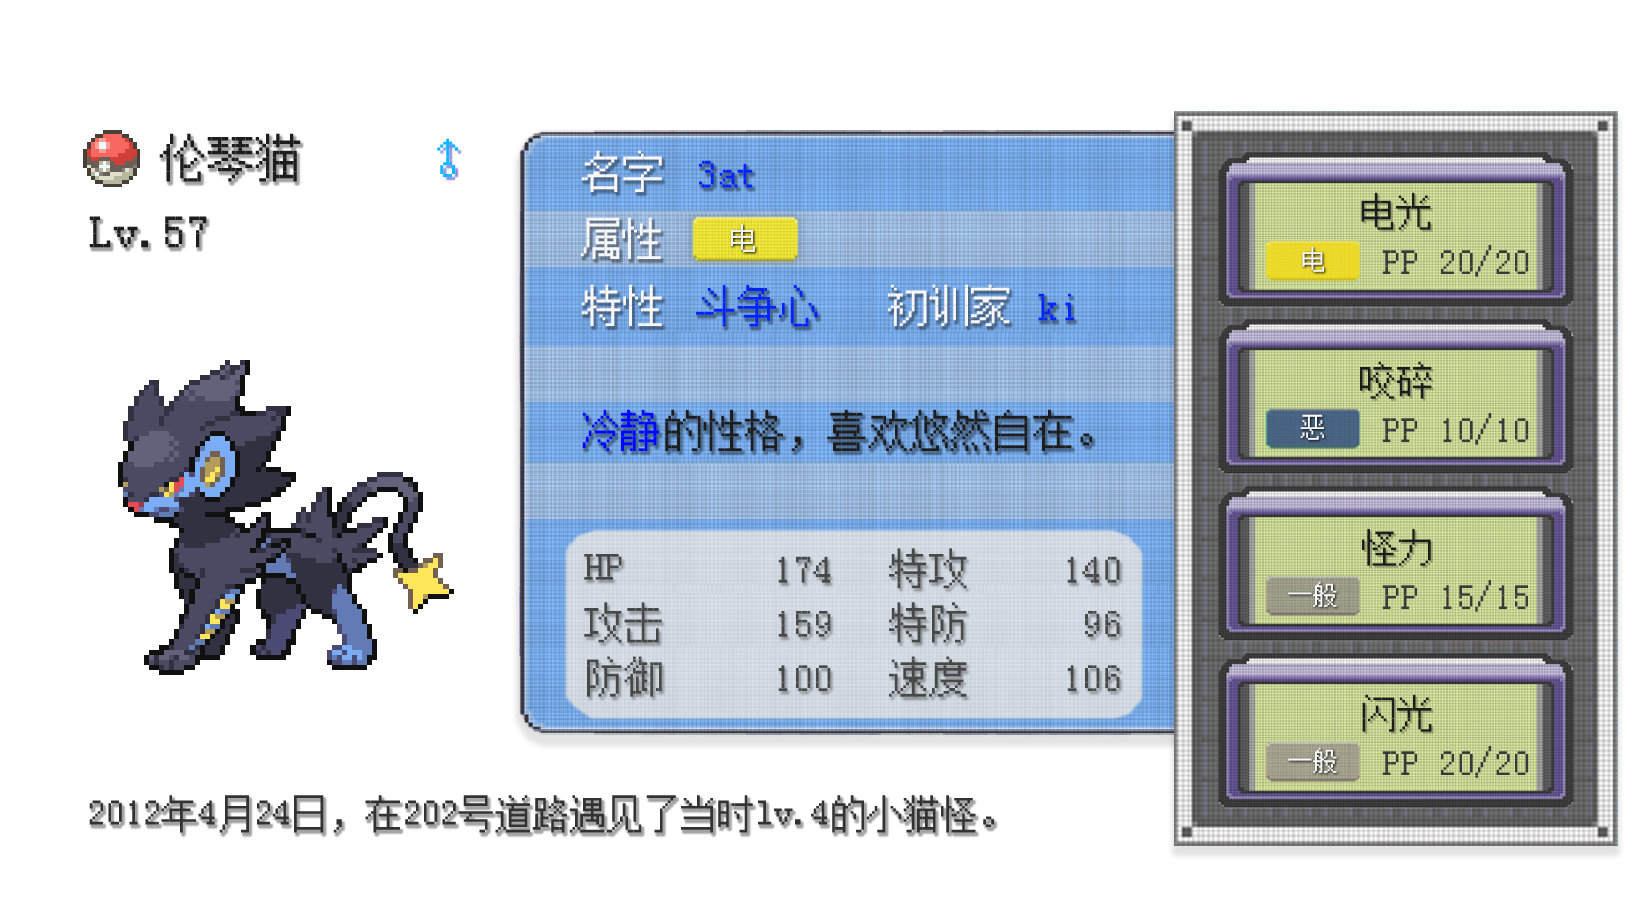 伦琴猫 ♂
Lv.57
名字 3at
属性 电
特性 斗争心 初训家 ki
冷静的性格，喜欢悠然自在。
HP 174 特攻 140
攻击 159 特防 96
防御 100 速度 106
电光
电 PP 20/20
咬碎
恶 PP 10/10
怪力
一般 PP 15/15
闪光
一般 PP 20/20
2012年4月24日，在202号道路遇见了当时lv.4的小猫怪。